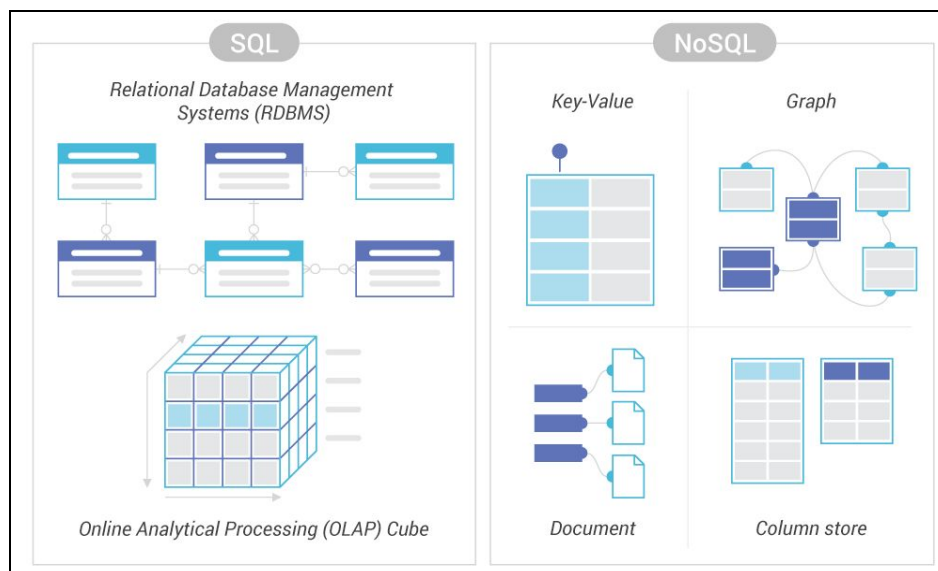 SQL
Relational Database Management
Systems (RDBMS)
Online Analytical Processing (OLAP) Cube
NoSQL
Key-Value
Graph
Document
Column store